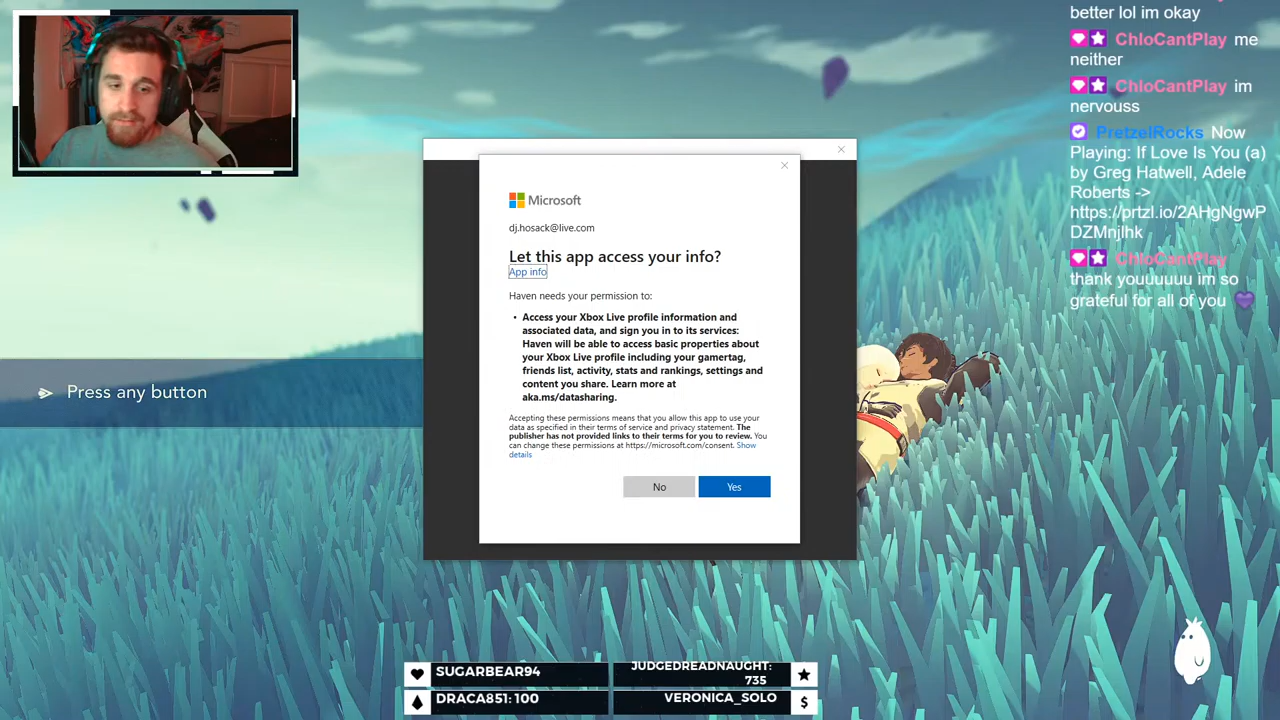 better lol im okay
ChloCantPlay me
neither
ChloCantPlay im
nervouss
PretzelRocks Now
Playing: If Love Is You (a)
by Greg Hatwell, Adele
Roberts ->
https://prtzl.io/2AHgNgwP
DZMnjlhk
ChloCantPlay
thank youuuuuu im so
grateful for all of you
Microsoft
dj.hosack@live.com
Let this app access your info?
App info
Haven needs your permission to:
• Access your Xbox Live profile information and
associated data, and sign you in to its services:
Haven will be able to access basic properties about
your Xbox Live profile including your gamertag,
friends list, activity, stats and rankings, settings and
content you share. Learn more at
aka.ms/datasharing.
Accepting these permissions means that you allow this app to use your
data as specified in their terms of service and privacy statement. The
publisher has not provided links to their terms for you to review. You
can change these permissions at https://microsoft.com/consent. Show
details
No
Yes
Press any button
SUGARBEAR94
DRACA851: 100
JUDGEDREADNAUGHT:
735
VERONICA_SOLO